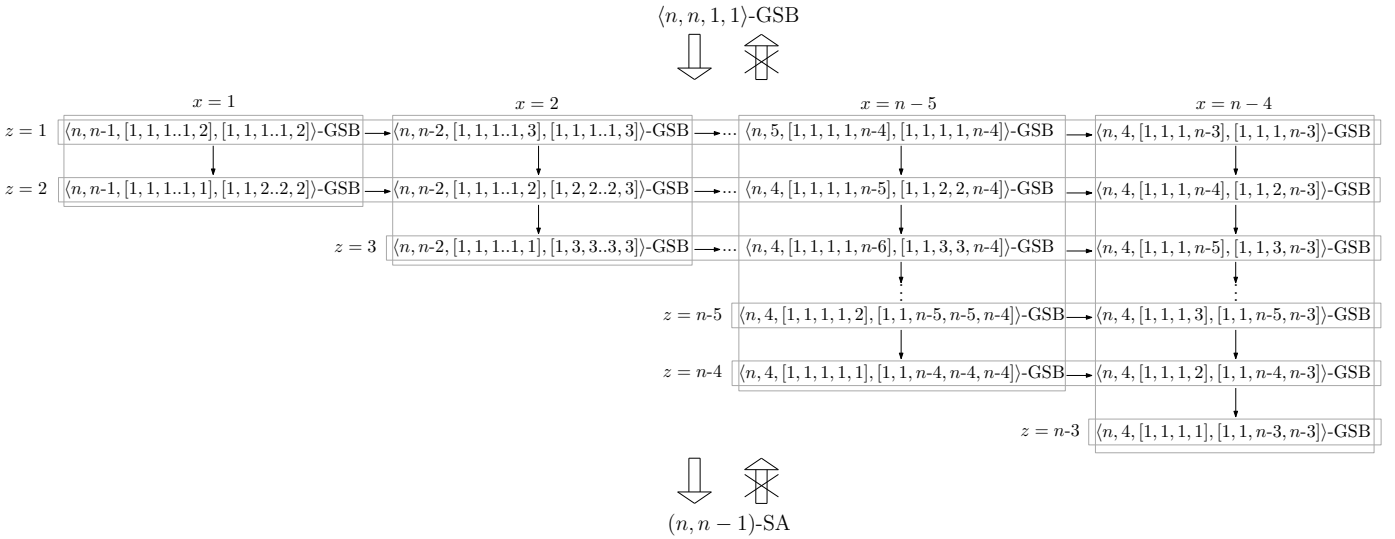 ⟨n, n, 1, 1⟩-GSB
x = 1 x = 2 x = n − 5 x = n − 4
z = 1 ⟨n, n-1, [1, 1, 1..1, 2], [1, 1, 1..1, 2]⟩-GSB ⟨n, n-2, [1, 1, 1..1, 3], [1, 1, 1..1, 3]⟩-GSB ... ⟨n, 5, [1, 1, 1, 1, n-4], [1, 1, 1, 1, n-4]⟩-GSB ⟨n, 4, [1, 1, 1, n-3], [1, 1, 1, n-3]⟩-GSB
z = 2 ⟨n, n-1, [1, 1, 1..1, 1], [1, 1, 2..2, 2]⟩-GSB ⟨n, n-2, [1, 1, 1..1, 2], [1, 2, 2..2, 3]⟩-GSB ... ⟨n, 4, [1, 1, 1, 1, n-5], [1, 1, 2, 2, n-4]⟩-GSB ⟨n, 4, [1, 1, 1, n-4], [1, 1, 2, n-3]⟩-GSB
z = 3 ⟨n, n-2, [1, 1, 1..1, 1], [1, 3, 3..3, 3]⟩-GSB ... ⟨n, 4, [1, 1, 1, 1, n-6], [1, 1, 3, 3, n-4]⟩-GSB ⟨n, 4, [1, 1, 1, n-5], [1, 1, 3, n-3]⟩-GSB
⋮ ⋮
z = n-5 ⟨n, 4, [1, 1, 1, 1, 2], [1, 1, n-5, n-5, n-4]⟩-GSB ⟨n, 4, [1, 1, 1, 3], [1, 1, n-5, n-3]⟩-GSB
z = n-4 ⟨n, 4, [1, 1, 1, 1, 1], [1, 1, n-4, n-4, n-4]⟩-GSB ⟨n, 4, [1, 1, 1, 2], [1, 1, n-4, n-3]⟩-GSB
z = n-3 ⟨n, 4, [1, 1, 1, 1], [1, 1, n-3, n-3]⟩-GSB
(n, n − 1)-SA